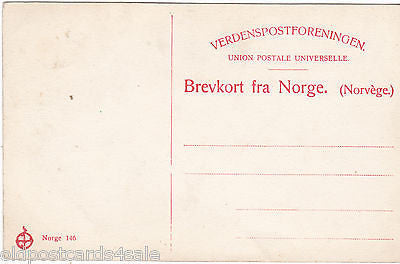 VERDENSPOSTFORENINGEN.
UNION POSTALE UNIVERSELLE.
Brevkort fra Norge. (Norvège.)
Norge 146
oldpostcards4sale